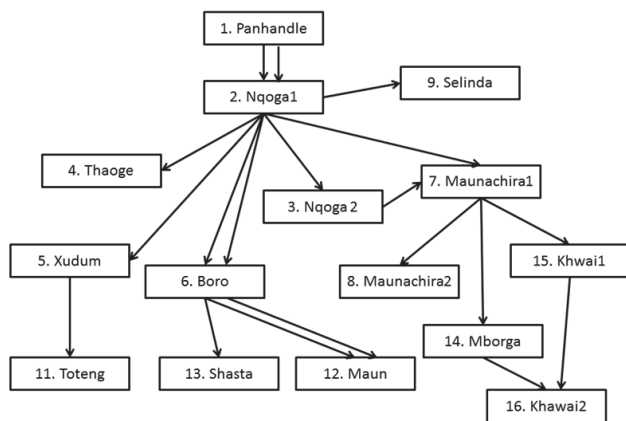 1. Panhandle
2. Nqoga1
9. Selinda
4. Thaoge
7. Maunachira1
3. Nqoga 2
5. Xudum
6. Boro
8. Maunachira2
15. Khwai1
14. Mborga
11. Toteng
13. Shasta
12. Maun
16. Khawai2